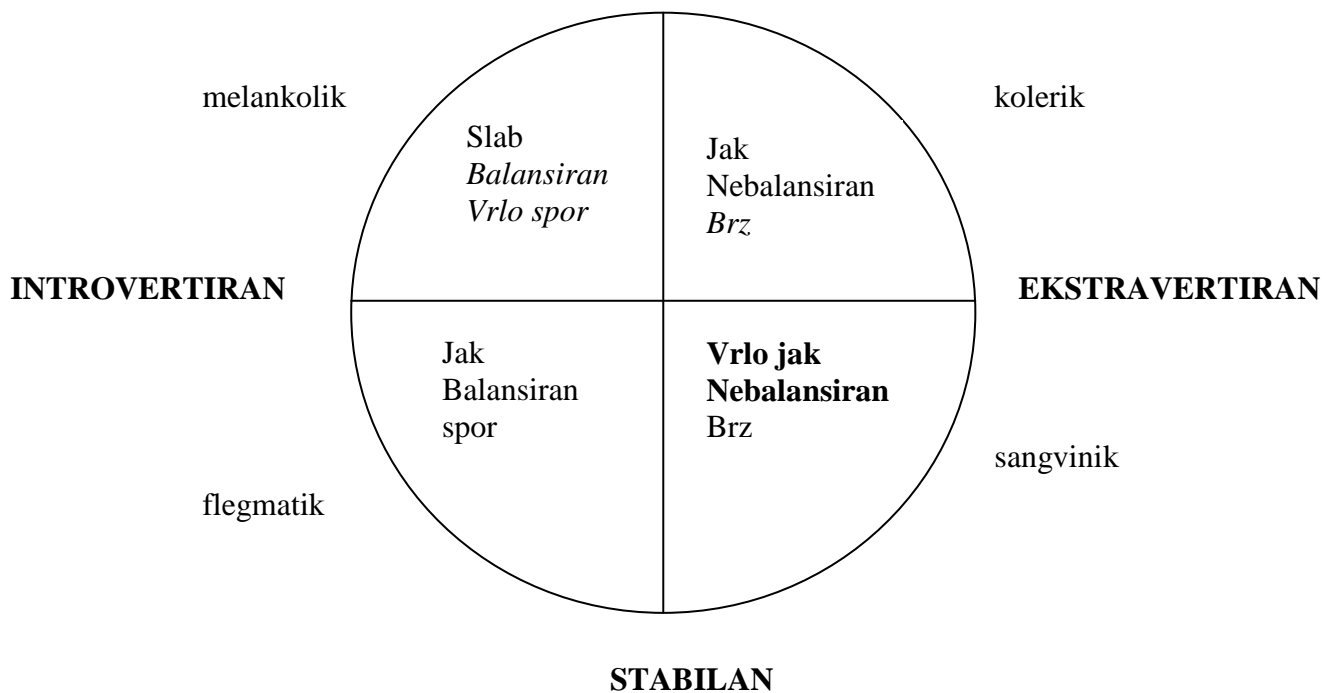 melankolik
kolerik
Slab
Balansiran
Vrlo spor
Jak
Nebalansiran
Brz
INTROVERTIRAN
EKSTRAVERTIRAN
Jak
Balansiran
spor
Vrlo jak
Nebalansiran
Brz
flegmatik
sangvinik
STABILAN